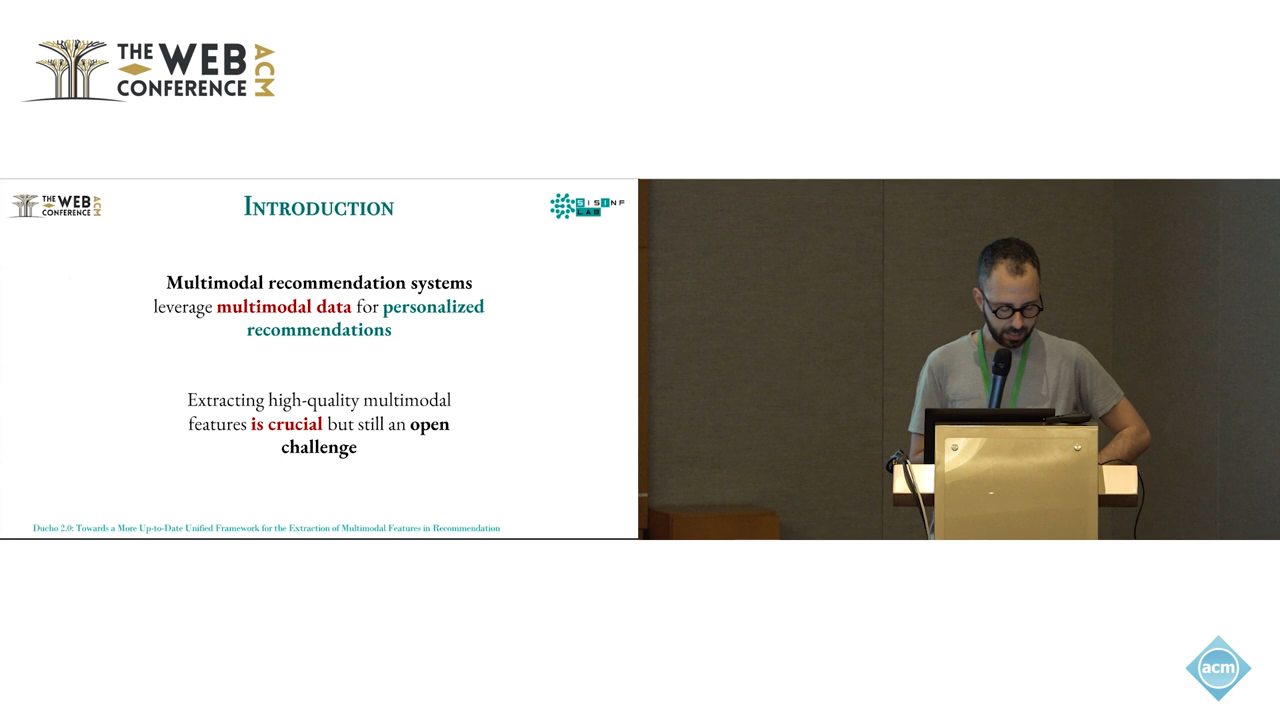 THE WEB
CONFERENCE
ACM
THE WEB
CONFERENCE
ACM
INTRODUCTION
SISINF
LAB
Multimodal recommendation systems
leverage multimodal data for personalized
recommendations
Extracting high-quality multimodal
features is crucial but still an open
challenge
Ducho 2.0: Towards a More Up-to-Date Unified Framework for the Extraction of Multimodal Features in Recommendation
acm